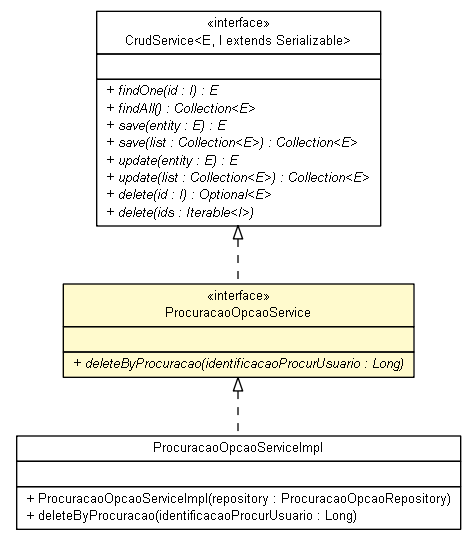 «interface»
CrudService<E, I extends Serializable>
+ findOne(id : I) : E
+ findAll() : Collection<E>
+ save(entity : E) : E
+ save(list : Collection<E>) : Collection<E>
+ update(entity : E) : E
+ update(list : Collection<E>) : Collection<E>
+ delete(id : I) : Optional<E>
+ delete(ids : Iterable<I>)
«interface»
ProcuracaoOpcaoService
+ deleteByProcuracao(identificacaoProcurUsuario : Long)
ProcuracaoOpcaoServiceImpl
+ ProcuracaoOpcaoServiceImpl(repository : ProcuracaoOpcaoRepository)
+ deleteByProcuracao(identificacaoProcurUsuario : Long)